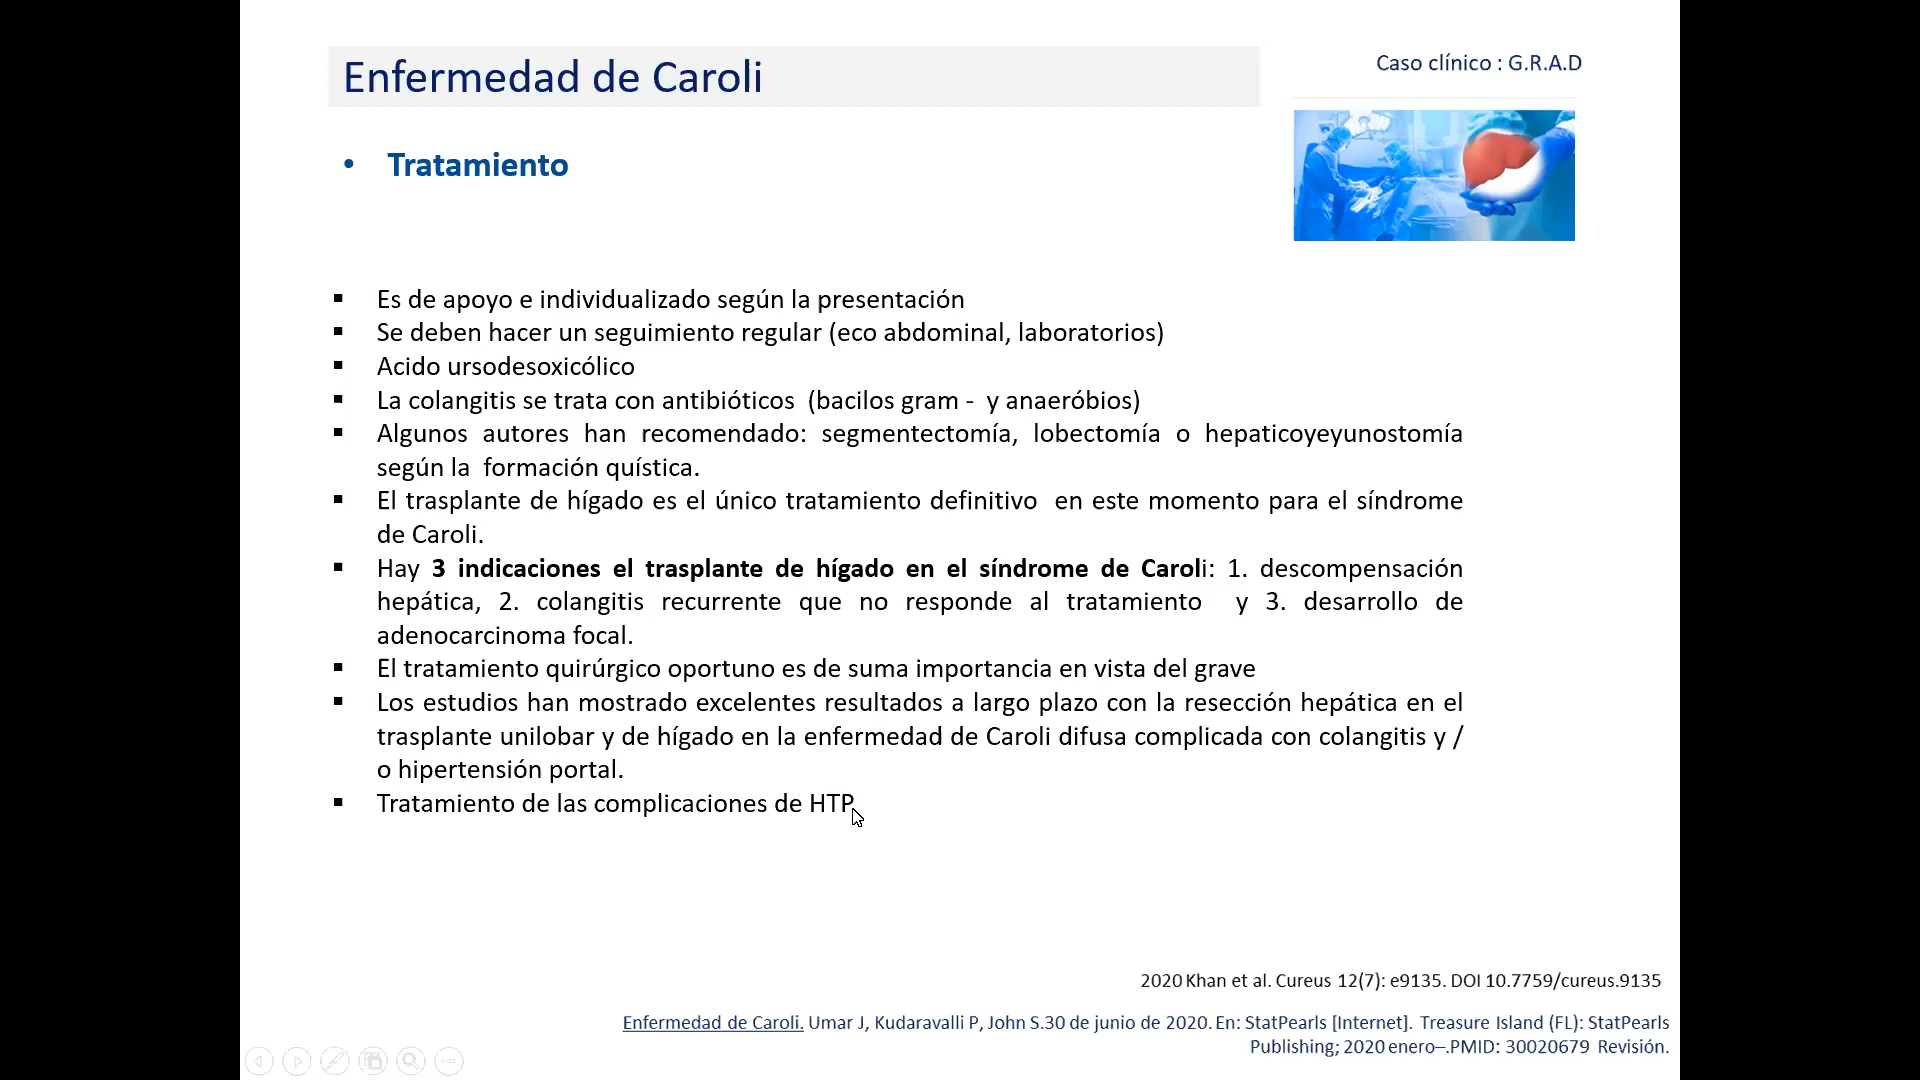 Enfermedad de Caroli
Caso clínico : G.R.A.D
• Tratamiento
▪ Es de apoyo e individualizado según la presentación
▪ Se deben hacer un seguimiento regular (eco abdominal, laboratorios)
▪ Acido ursodesoxicólico
▪ La colangitis se trata con antibióticos (bacilos gram - y anaeróbios)
▪ Algunos autores han recomendado: segmentectomía, lobectomía o hepaticoyeyunostomía
según la formación quística.
▪ El trasplante de hígado es el único tratamiento definitivo en este momento para el síndrome
de Caroli.
▪ Hay 3 indicaciones el trasplante de hígado en el síndrome de Caroli: 1. descompensación
hepática, 2. colangitis recurrente que no responde al tratamiento y 3. desarrollo de
adenocarcinoma focal.
▪ El tratamiento quirúrgico oportuno es de suma importancia en vista del grave
▪ Los estudios han mostrado excelentes resultados a largo plazo con la resección hepática en el
trasplante unilobar y de hígado en la enfermedad de Caroli difusa complicada con colangitis y /
o hipertensión portal.
▪ Tratamiento de las complicaciones de HTP
2020 Khan et al. Cureus 12(7): e9135. DOI 10.7759/cureus.9135
Enfermedad de Caroli. Umar J, Kudaravalli P, John S.30 de junio de 2020. En: StatPearls [Internet]. Treasure Island (FL): StatPearls
Publishing; 2020 enero–.PMID: 30020679 Revisión.